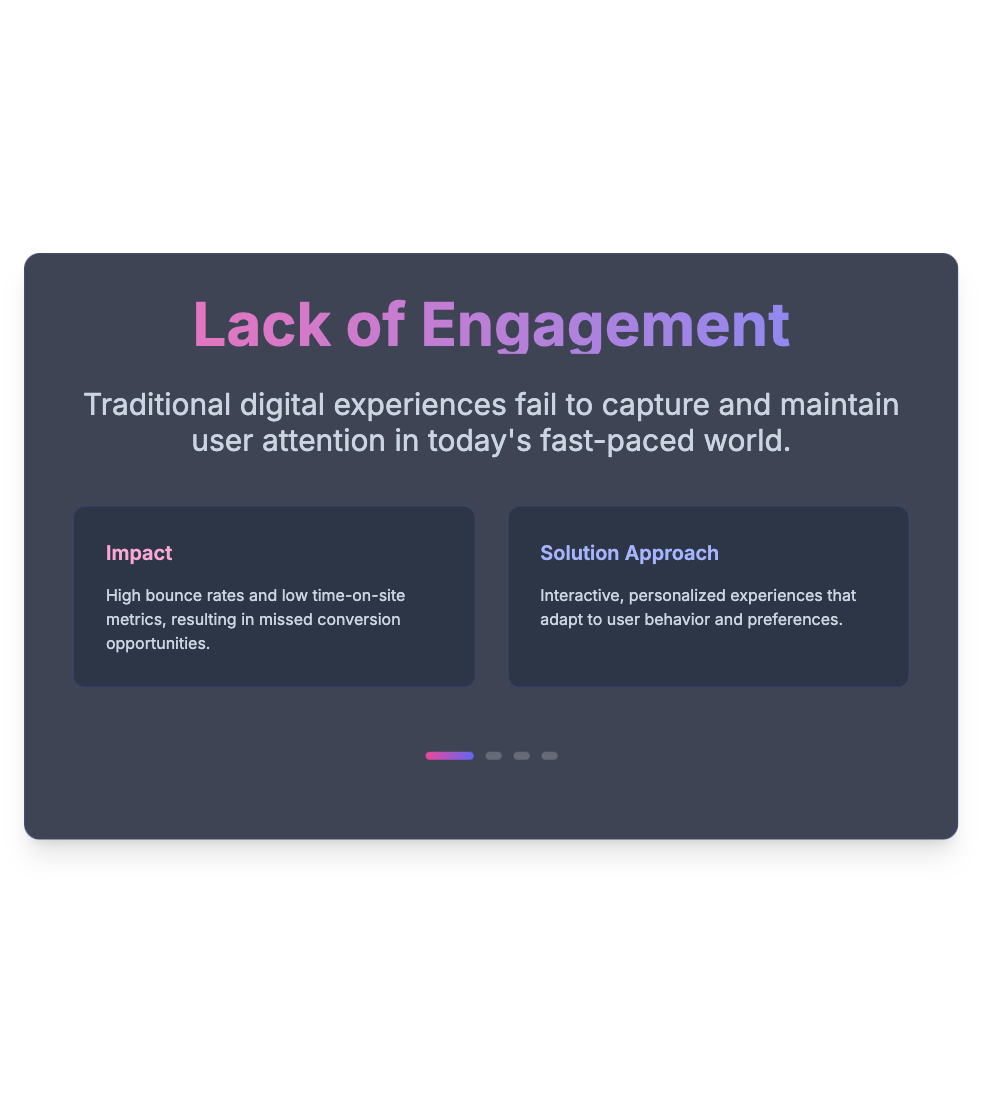 Lack of Engagement
Traditional digital experiences fail to capture and maintain
user attention in today's fast-paced world.
Impact
High bounce rates and low time-on-site
metrics, resulting in missed conversion
opportunities.
Solution Approach
Interactive, personalized experiences that
adapt to user behavior and preferences.